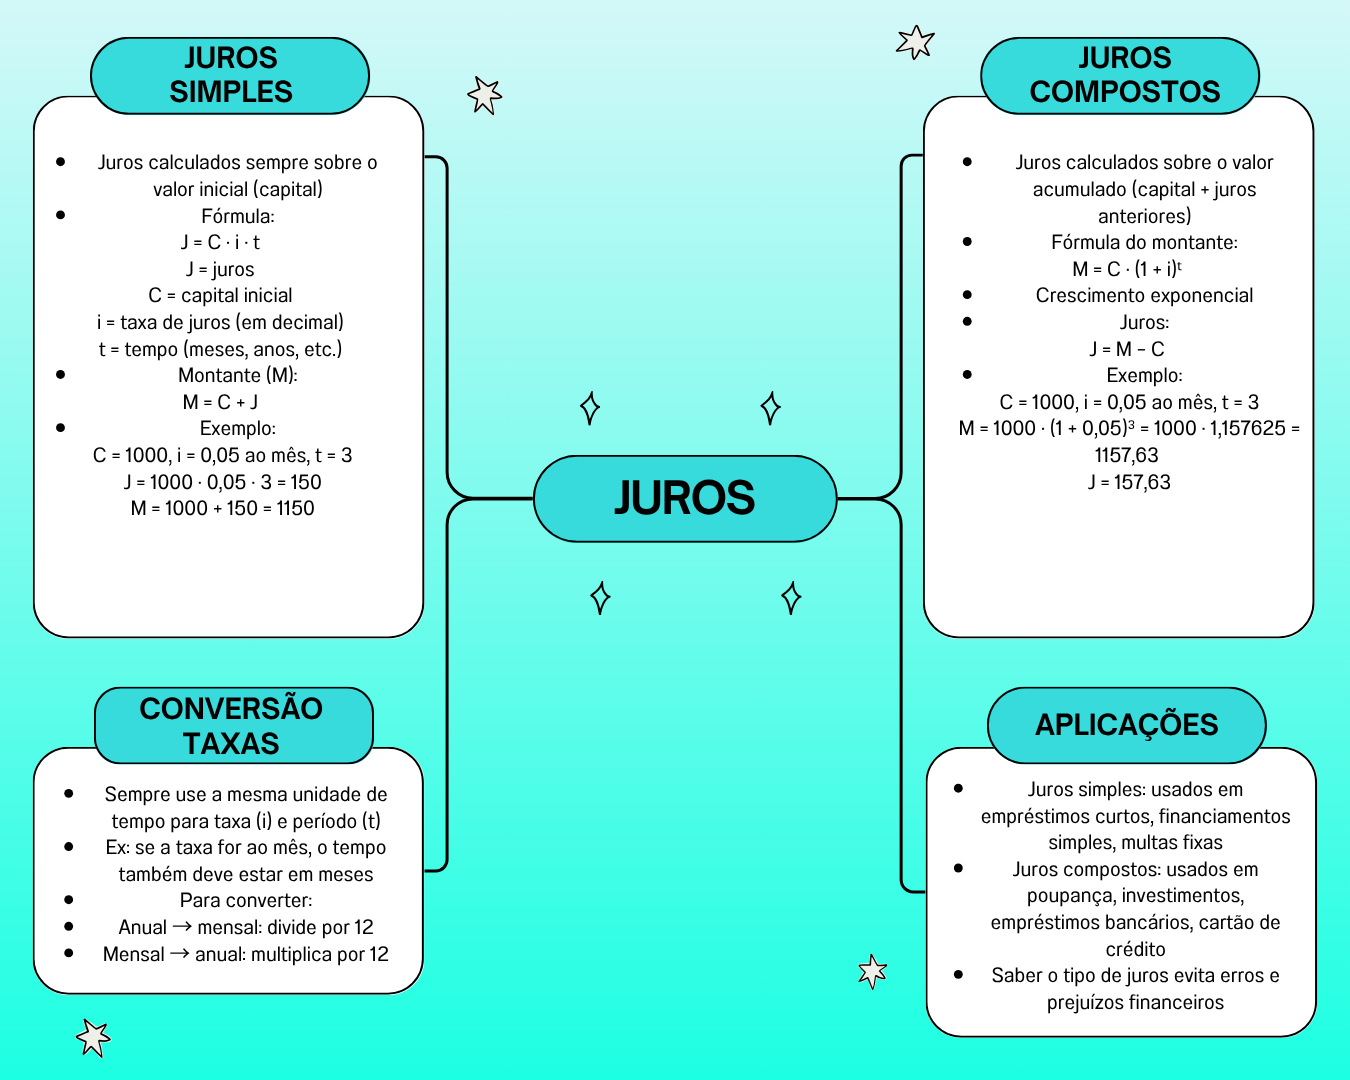 JUROS
SIMPLES
• Juros calculados sempre sobre o
valor inicial (capital)
• Fórmula:
J = C · i · t
J = juros
C = capital inicial
i = taxa de juros (em decimal)
t = tempo (meses, anos, etc.)
• Montante (M):
M = C + J
• Exemplo:
C = 1000, i = 0,05 ao mês, t = 3
J = 1000 · 0,05 · 3 = 150
M = 1000 + 150 = 1150
JUROS
COMPOSTOS
• Juros calculados sobre o valor
acumulado (capital + juros
anteriores)
• Fórmula do montante:
M = C · (1 + i)ᵗ
• Crescimento exponencial
• Juros:
J = M – C
• Exemplo:
C = 1000, i = 0,05 ao mês, t = 3
M = 1000 · (1 + 0,05)³ = 1000 · 1,157625 =
1157,63
J = 157,63
JUROS
CONVERSÃO
TAXAS
• Sempre use a mesma unidade de
tempo para taxa (i) e período (t)
• Ex: se a taxa for ao mês, o tempo
também deve estar em meses
• Para converter:
• Anual → mensal: divide por 12
• Mensal → anual: multiplica por 12
APLICAÇÕES
• Juros simples: usados em
empréstimos curtos, financiamentos
simples, multas fixas
• Juros compostos: usados em
poupança, investimentos,
empréstimos bancários, cartão de
crédito
• Saber o tipo de juros evita erros e
prejuízos financeiros